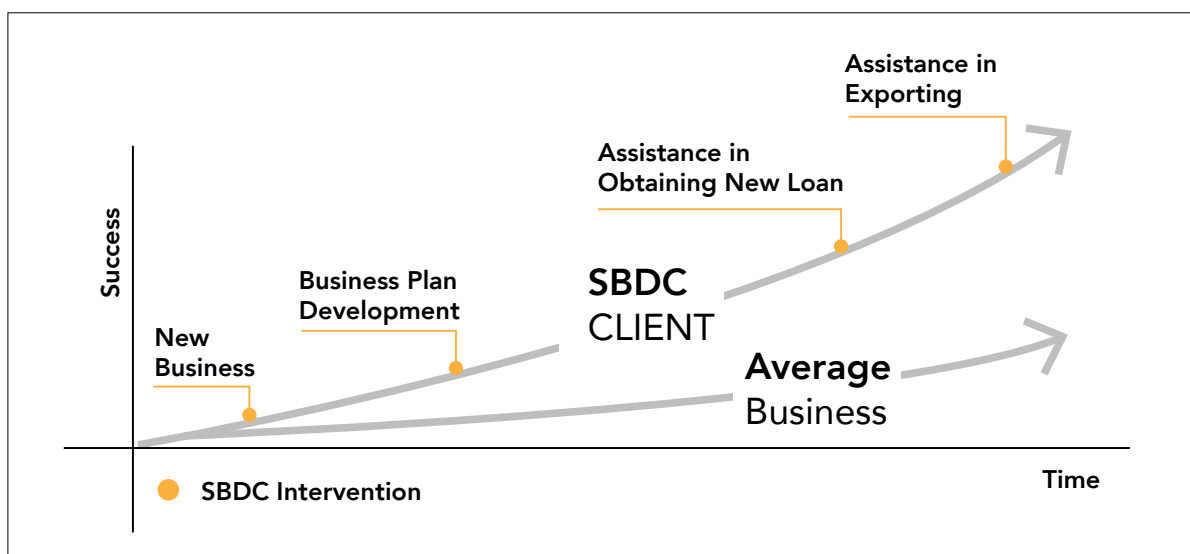 Assistance in
Exporting
Assistance in
Obtaining New Loan
Success
Business Plan
Development
SBDC
CLIENT
New
Business
Average
Business
Time
SBDC Intervention